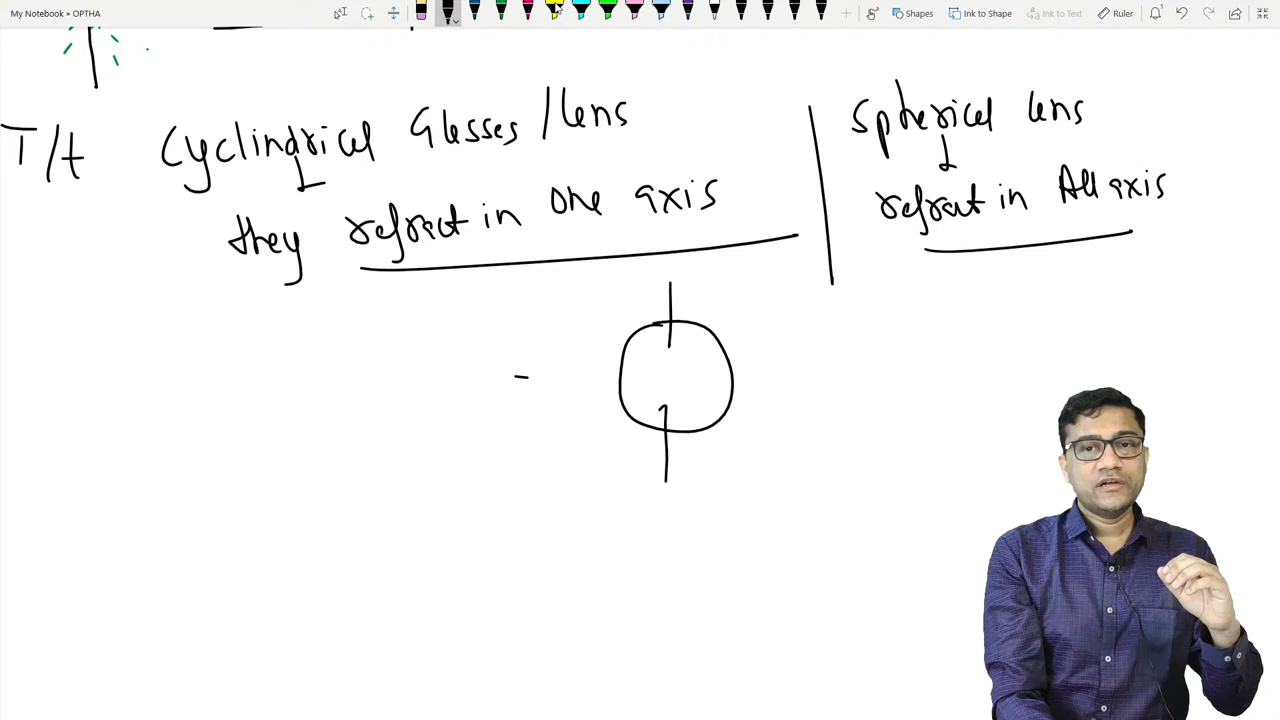 My Notebook » OPTHA
Shapes
Ink to Shape
Ink to Text
Ruler
T/t Cyclindrical Glasses/lens
they refract in One axis
Spherical lens
refract in All axis